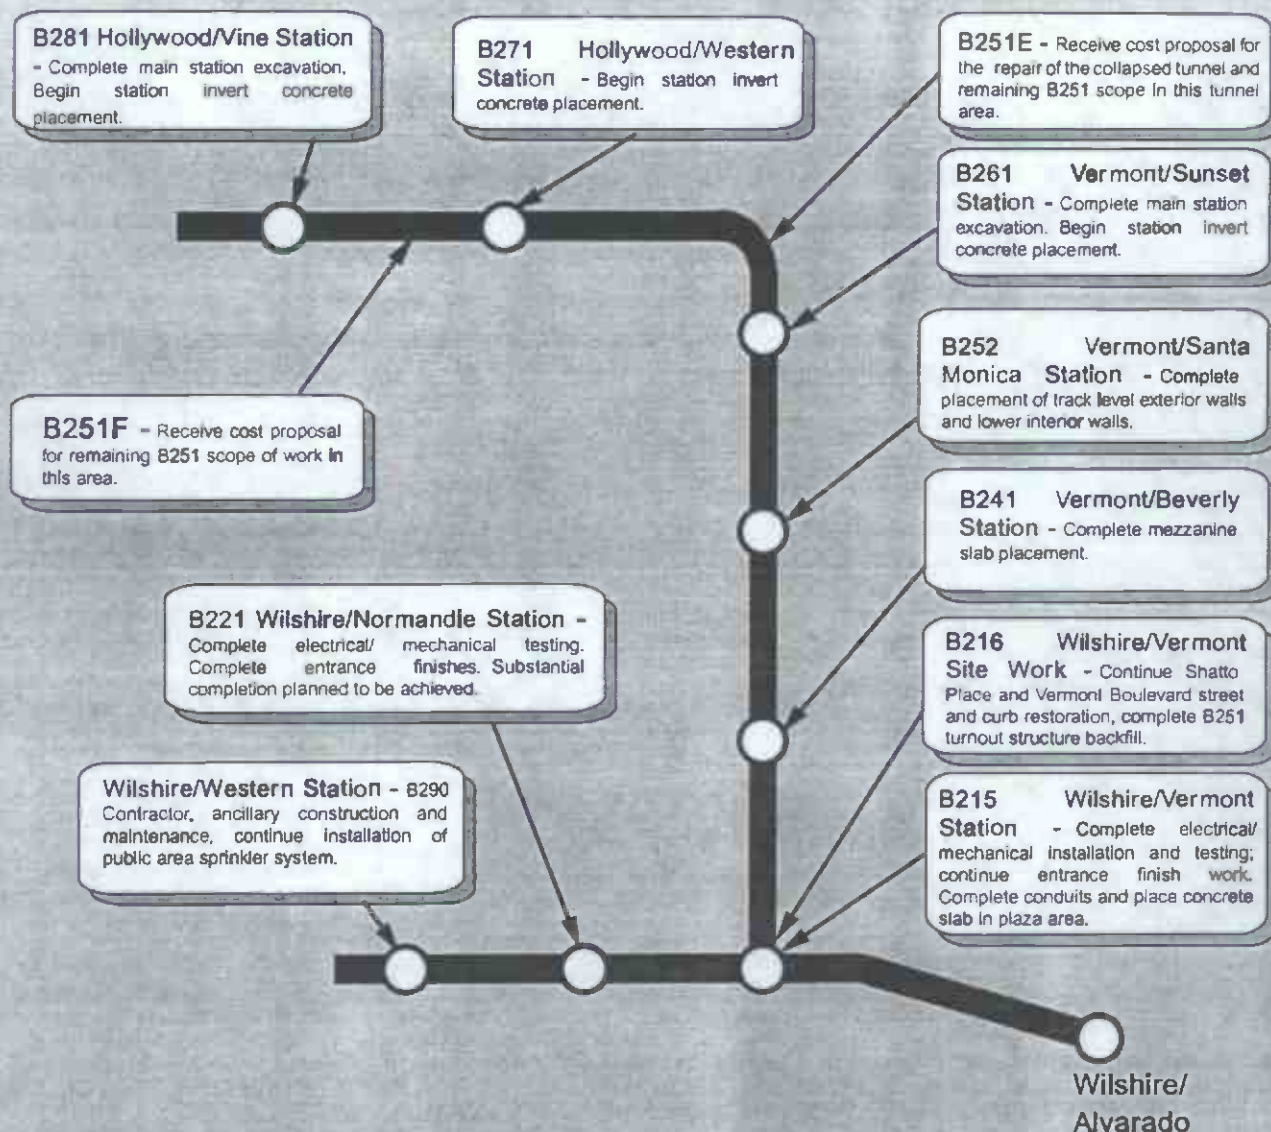 B281 Hollywood/Vine Station
- Complete main station excavation,
Begin station invert concrete
placement.
B271 Hollywood/Western
Station - Begin station invert
concrete placement.
B251E - Receive cost proposal for
the repair of the collapsed tunnel and
remaining B251 scope in this tunnel
area.
B261 Vermont/Sunset
Station - Complete main station
excavation. Begin station invert
concrete placement.
B252 Vermont/Santa
Monica Station - Complete
placement of track level exterior walls
and lower interior walls.
B251F - Receive cost proposal
for remaining B251 scope of work in
this area.
B241 Vermont/Beverly
Station - Complete mezzanine
slab placement.
B221 Wilshire/Normandie Station -
Complete electrical/ mechanical testing.
Complete entrance finishes. Substantial
completion planned to be achieved.
B216 Wilshire/Vermont
Site Work - Continue Shatto
Place and Vermont Boulevard street
and curb restoration, complete B251
turnout structure backfill.
Wilshire/Western Station - B290
Contractor, ancillary construction and
maintenance, continue installation of
public area sprinkler system.
B215 Wilshire/Vermont
Station - Complete electrical/
mechanical installation and testing;
continue entrance finish work.
Complete conduits and place concrete
slab in plaza area.
Wilshire/
Alvarado